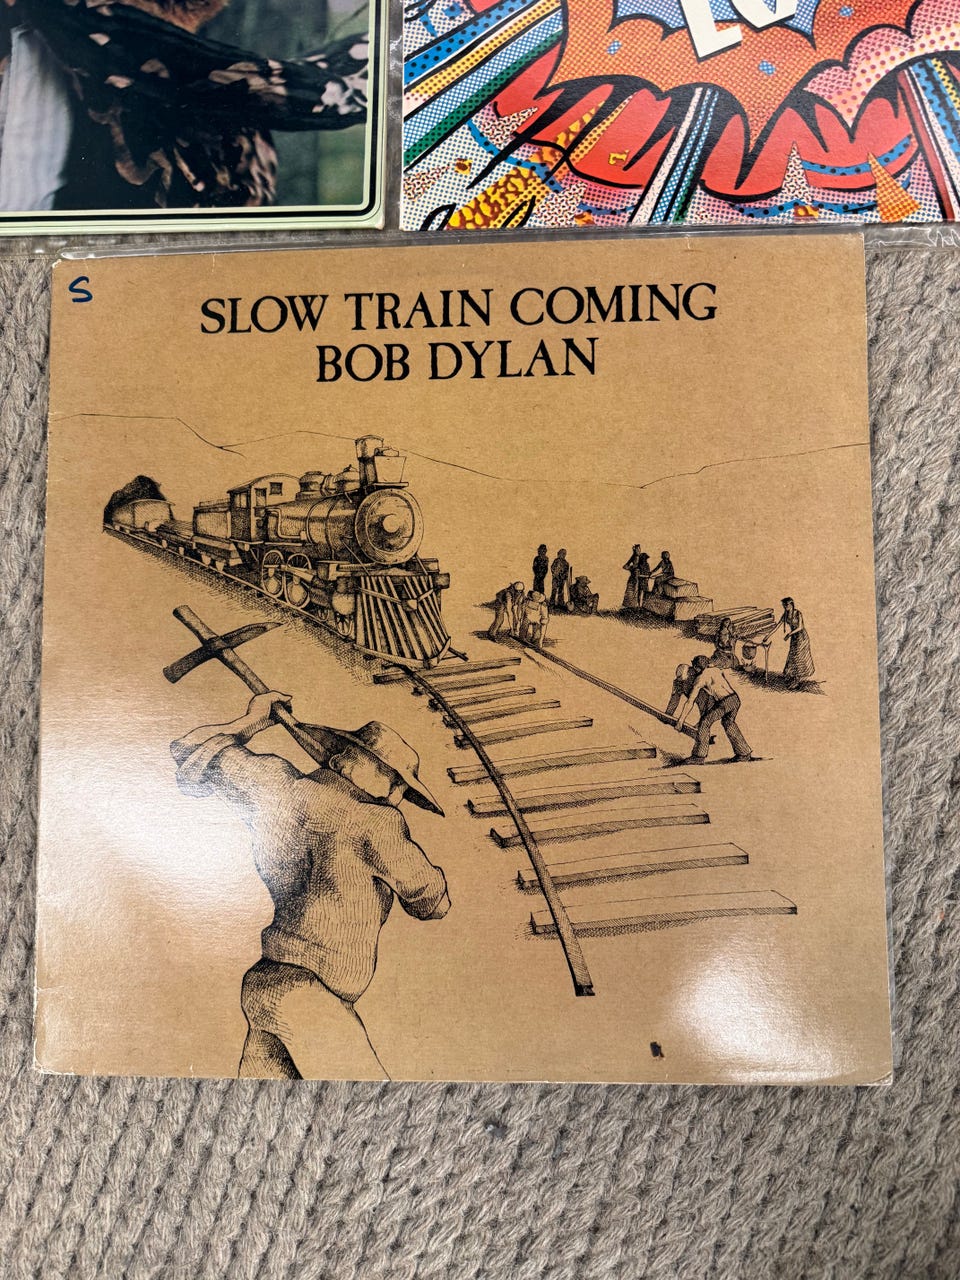 S
SLOW TRAIN COMING
BOB DYLAN